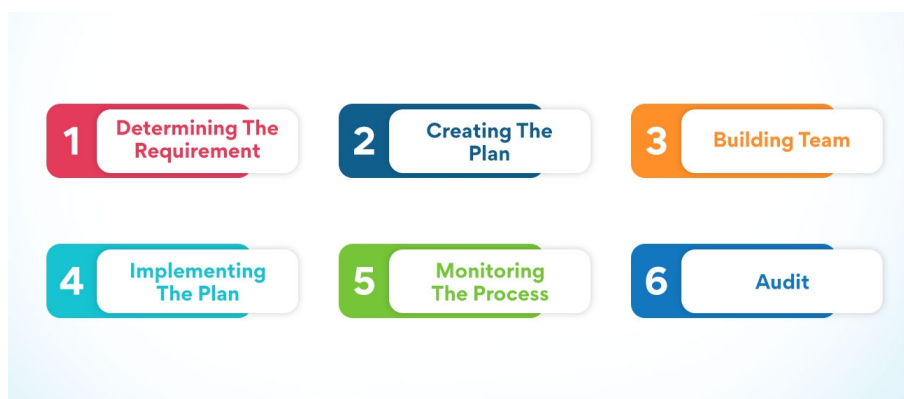 1
Determining The
Requirement
2
Creating The
Plan
3
Building Team
4
Implementing
The Plan
5
Monitoring
The Process
6
Audit